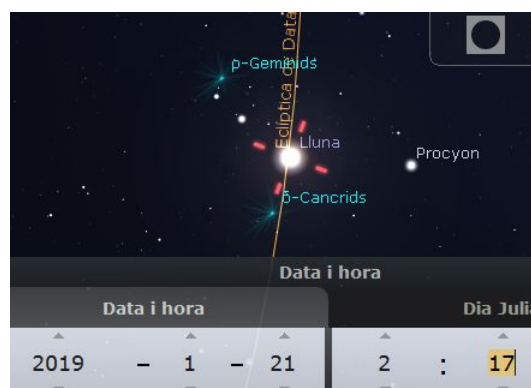 ρ-Geminids
Eclíptica de Data
Lluna
Procyon
δ-Cancrids
Data i hora
Data i hora
Dia Julià
2019 – 1 – 21
2 : 17